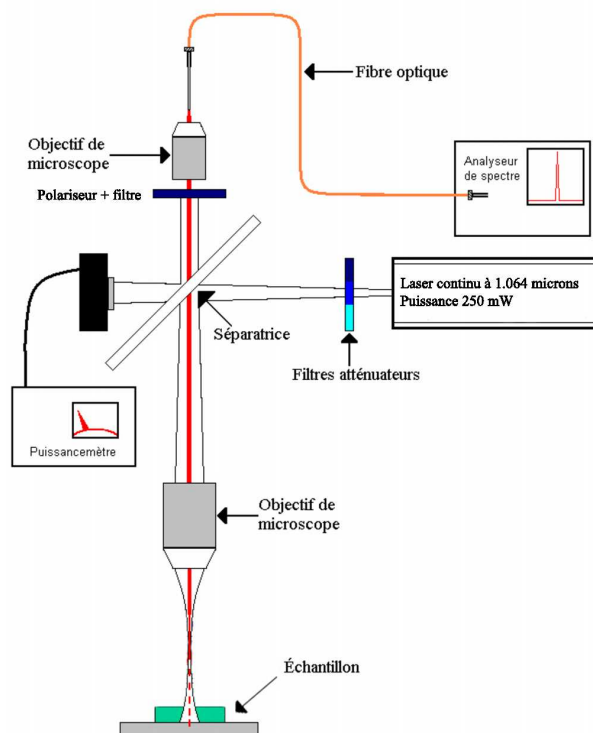 Fibre optique
Objectif de
microscope
Analyseur
de spectre
Polariseur + filtre
Laser continu à 1.064 microns
Puissance 250 mW
Séparatrice
Filtres atténuateurs
Puissancemètre
Objectif de
microscope
Échantillon